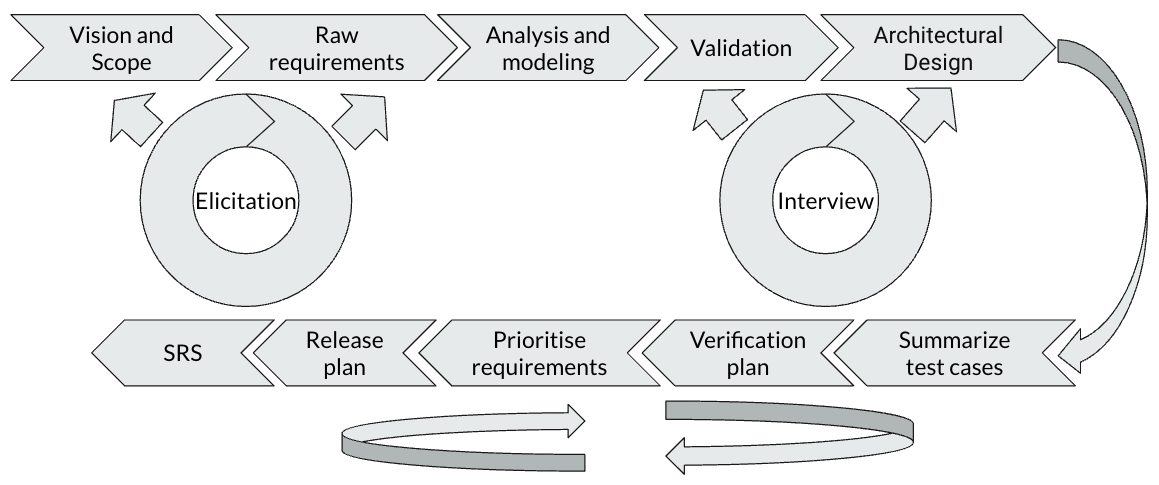 Vision and
Scope
Raw
requirements
Analysis and
modeling
Validation
Architectural
Design
Elicitation
Interview
SRS
Release
plan
Prioritise
requirements
Verification
plan
Summarize
test cases